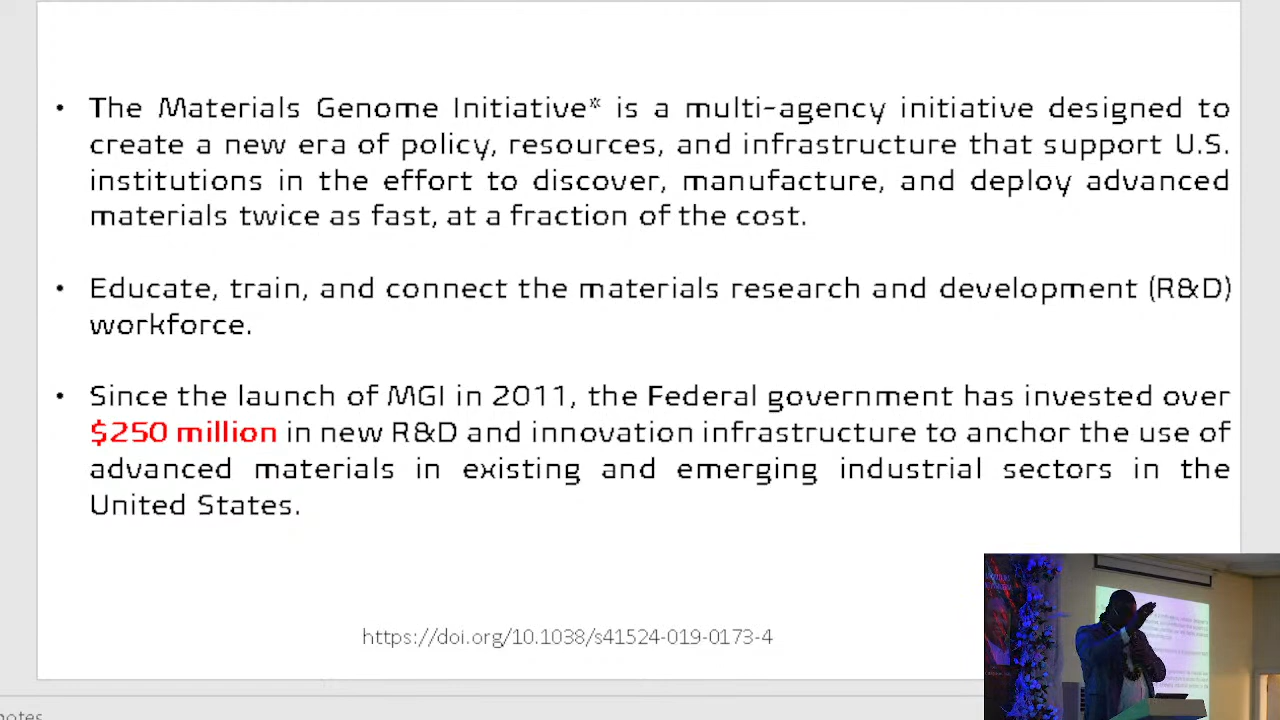 • The Materials Genome Initiative* is a multi-agency initiative designed to
create a new era of policy, resources, and infrastructure that support U.S.
institutions in the effort to discover, manufacture, and deploy advanced
materials twice as fast, at a fraction of the cost.
• Educate, train, and connect the materials research and development (R&D)
workforce.
• Since the launch of MGI in 2011, the Federal government has invested over
$250 million in new R&D and innovation infrastructure to anchor the use of
advanced materials in existing and emerging industrial sectors in the
United States.
https://doi.org/10.1038/s41524-019-0173-4
notes